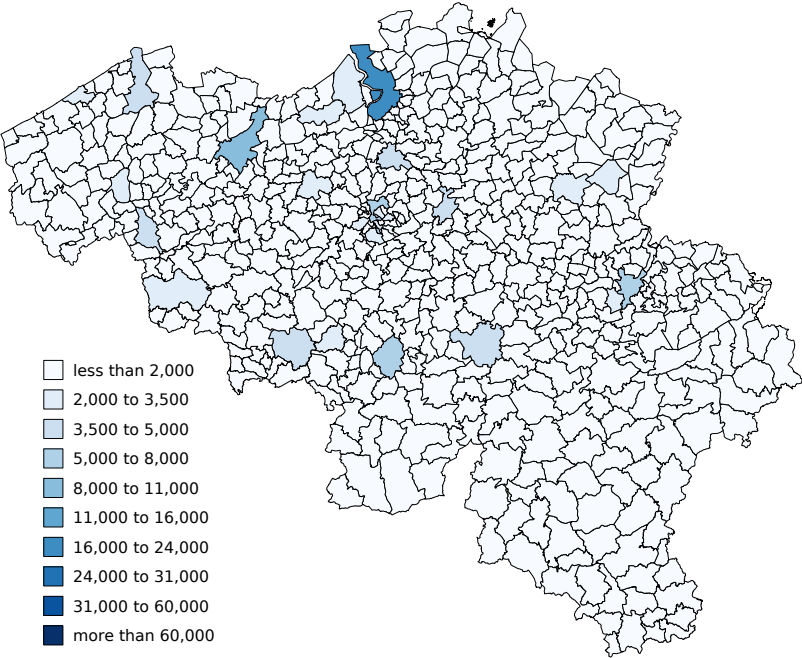 less than 2,000
2,000 to 3,500
3,500 to 5,000
5,000 to 8,000
8,000 to 11,000
11,000 to 16,000
16,000 to 24,000
24,000 to 31,000
31,000 to 60,000
more than 60,000